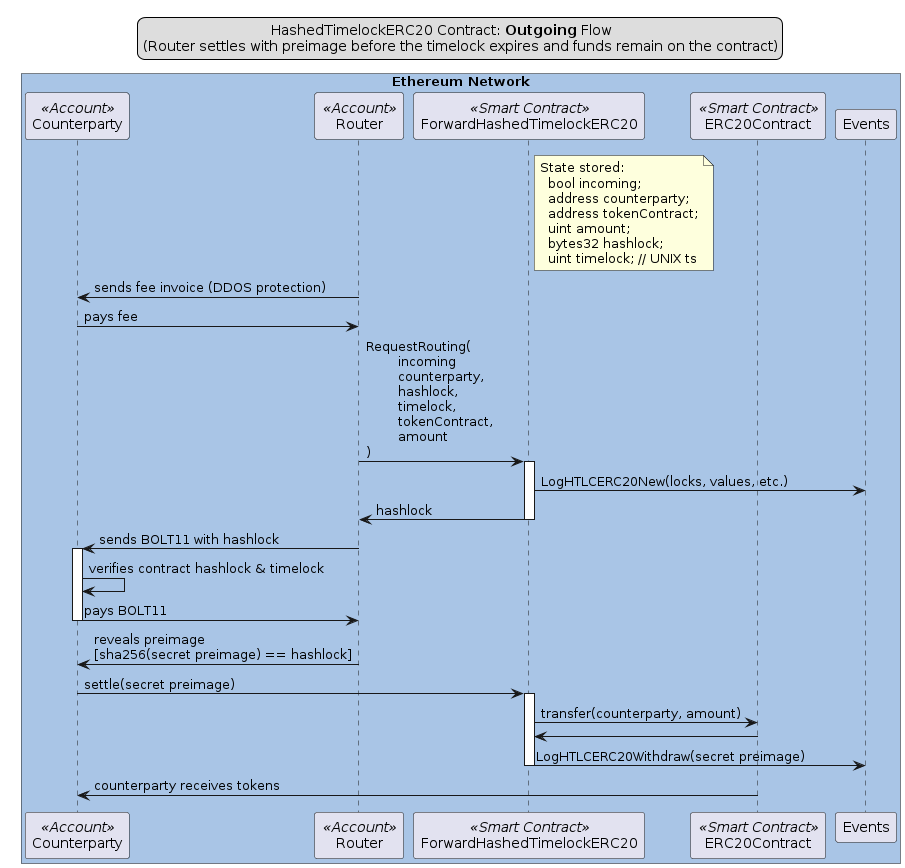 HashedTimelockERC20 Contract: Outgoing Flow
(Router settles with preimage before the timelock expires and funds remain on the contract)
Ethereum Network
«Account»
Counterparty
«Account»
Router
«Smart Contract»
ForwardHashedTimelockERC20
«Smart Contract»
ERC20Contract
Events
State stored:
bool incoming;
address counterparty;
address tokenContract;
uint amount;
bytes32 hashlock;
uint timelock; // UNIX ts
sends fee invoice (DDOS protection)
pays fee
RequestRouting(
incoming
counterparty,
hashlock,
timelock,
tokenContract,
amount
)
LogHTLCERC20New(locks, values, etc.)
hashlock
sends BOLT11 with hashlock
verifies contract hashlock & timelock
pays BOLT11
reveals preimage
[sha256(secret preimage) == hashlock]
settle(secret preimage)
transfer(counterparty, amount)
LogHTLCERC20Withdraw(secret preimage)
counterparty receives tokens
«Account»
Counterparty
«Account»
Router
«Smart Contract»
ForwardHashedTimelockERC20
«Smart Contract»
ERC20Contract
Events